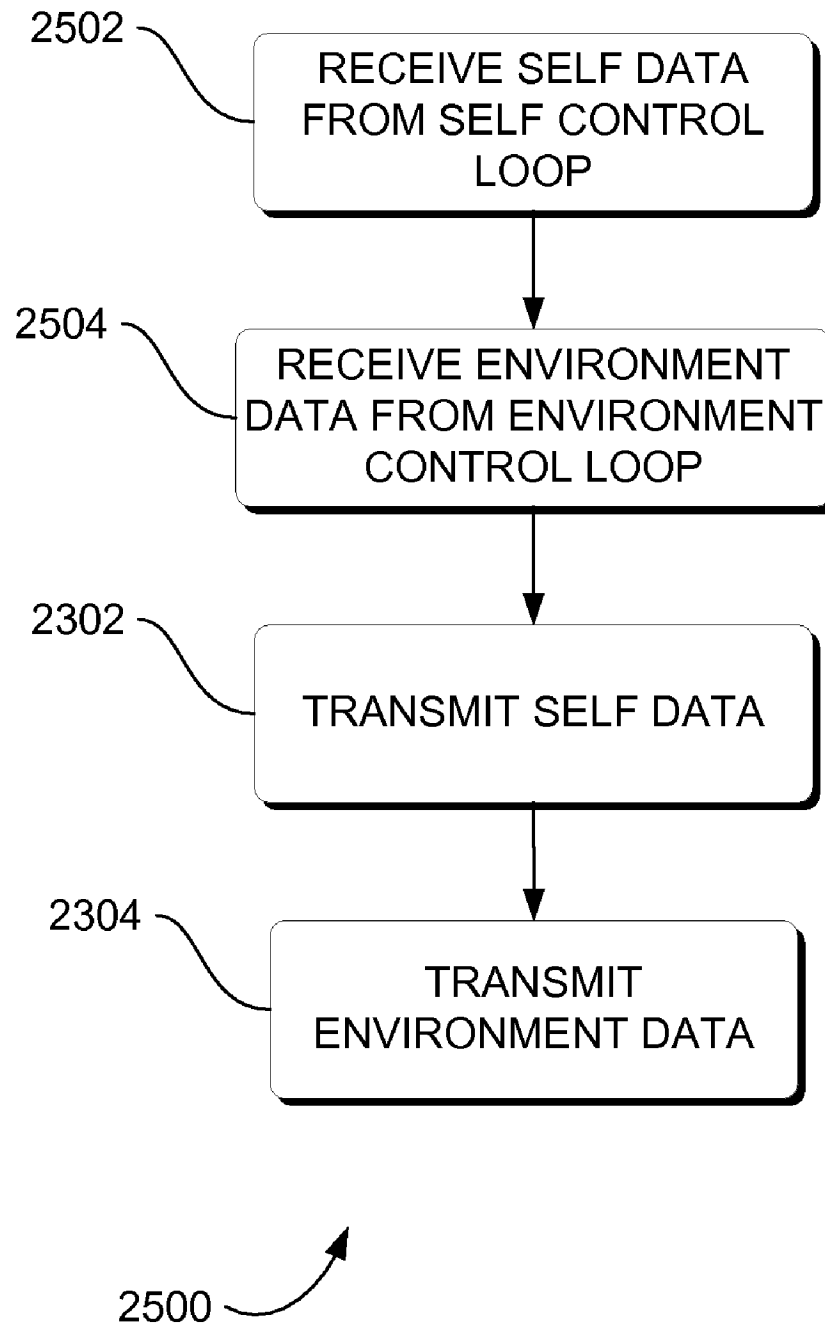 2502
RECEIVE SELF DATA
FROM SELF CONTROL
LOOP
2504
RECEIVE ENVIRONMENT
DATA FROM ENVIRONMENT
CONTROL LOOP
2302
TRANSMIT SELF DATA
2304
TRANSMIT
ENVIRONMENT DATA
2500